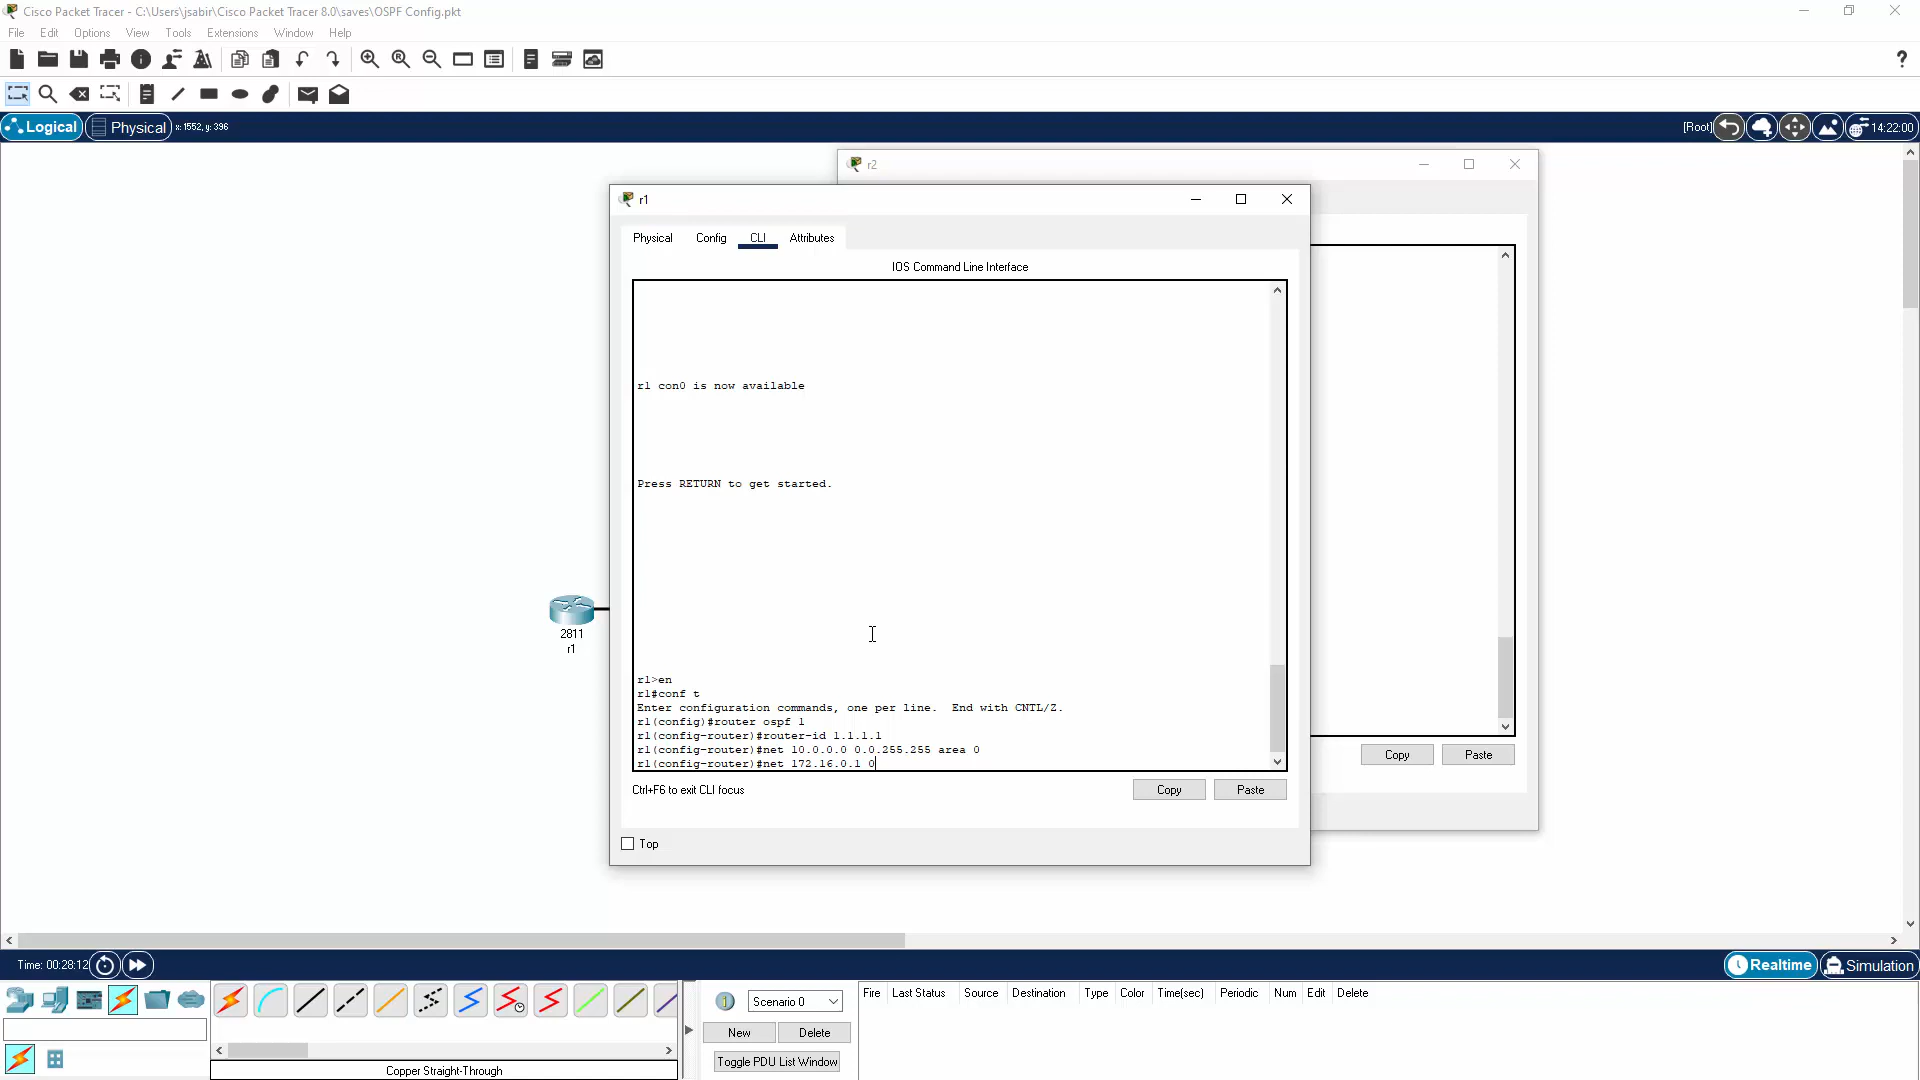 Cisco Packet Tracer - C:\Users\jsabir\Cisco Packet Tracer 8.0\saves\OSPF Config.pkt
File Edit Options View Tools Extensions Window Help
Logical Physical x: 1552, y: 396 [Root] 14:22:00
r2
r1
Physical Config CLI Attributes
IOS Command Line Interface
r1 con0 is now available
Press RETURN to get started.
r1>en
r1#conf t
Enter configuration commands, one per line.  End with CNTL/Z.
r1(config)#router ospf 1
r1(config-router)#router-id 1.1.1.1
r1(config-router)#net 10.0.0.0 0.0.255.255 area 0
r1(config-router)#net 172.16.0.1 0
Ctrl+F6 to exit CLI focus Copy Paste
Top
Copy Paste
2811
r1
Time: 00:28:12 Realtime Simulation
Scenario 0
New Delete
Toggle PDU List Window
Fire Last Status Source Destination Type Color Time(sec) Periodic Num Edit Delete
Copper Straight-Through